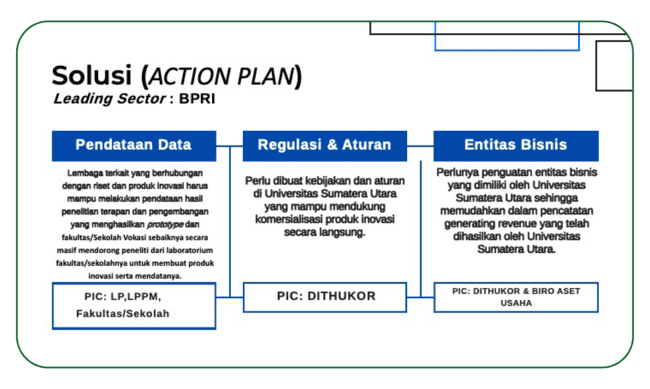 Solusi (ACTION PLAN)
Leading Sector : BPRI
Pendataan Data
Lembaga terkait yang berhubungan
dengan riset dan produk inovasi harus
mampu melakukan pendataan hasil
penelitian terapan dan pengembangan
yang menghasilkan prototype dan
fakultas/Sekolah Vokasi sebaiknya secara
masif mendorong peneliti dari laboratorium
fakultas/sekolahnya untuk membuat produk
inovasi serta mendatanya.
PIC: LP,LPPM,
Fakultas/Sekolah
Regulasi & Aturan
Perlu dibuat kebijakan dan aturan
di Universitas Sumatera Utara
yang mampu mendukung
komersialisasi produk inovasi
secara langsung.
PIC: DITHUKOR
Entitas Bisnis
Perlunya penguatan entitas bisnis
yang dimiliki oleh Universitas
Sumatera Utara sehingga
memudahkan dalam pencatatan
generating revenue yang telah
dihasilkan oleh Universitas
Sumatera Utara.
PIC: DITHUKOR & BIRO ASET
USAHA